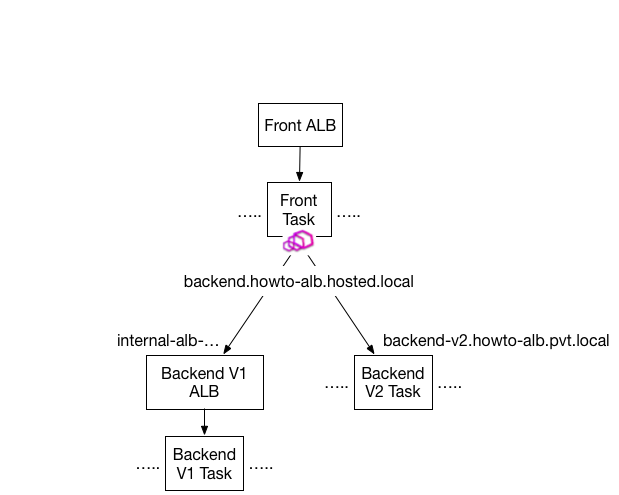 Front ALB
Front
Task
..... .....
backend.howto-alb.hosted.local
internal-alb-...
backend-v2.howto-alb.pvt.local
Backend V1
ALB
Backend
V2 Task
..... .....
Backend
V1 Task
..... .....